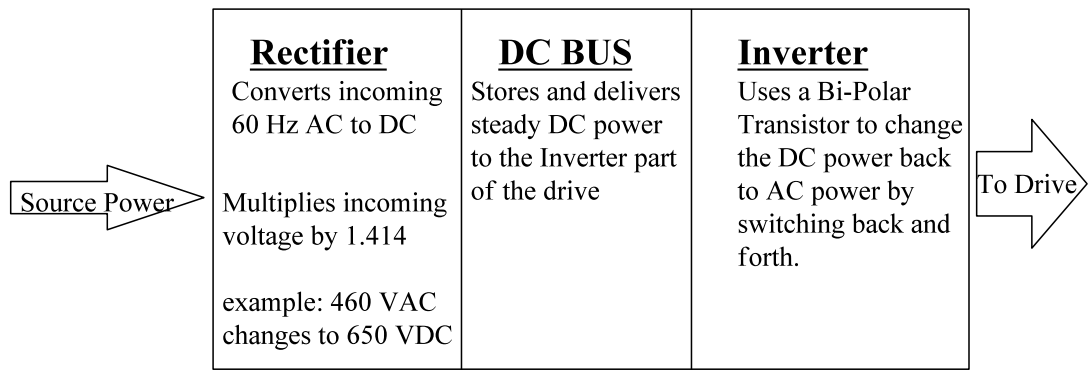 Source Power
Rectifier
Converts incoming
60 Hz AC to DC
Multiplies incoming
voltage by 1.414
example: 460 VAC
changes to 650 VDC
DC BUS
Stores and delivers
steady DC power
to the Inverter part
of the drive
Inverter
Uses a Bi-Polar
Transistor to change
the DC power back
to AC power by
switching back and
forth.
To Drive